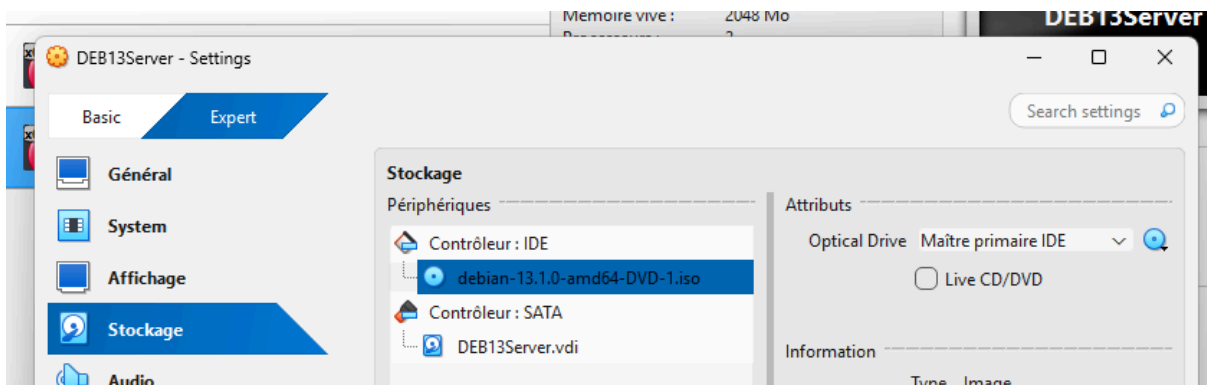 Mémoire vive : 2048 Mo
DEB13Server
DEB13Server - Settings
Basic Expert
Search settings
Général
System
Affichage
Stockage
Audio
Stockage
Périphériques
Contrôleur : IDE
debian-13.1.0-amd64-DVD-1.iso
Contrôleur : SATA
DEB13Server.vdi
Attributs
Optical Drive Maître primaire IDE
Live CD/DVD
Information
Type Image